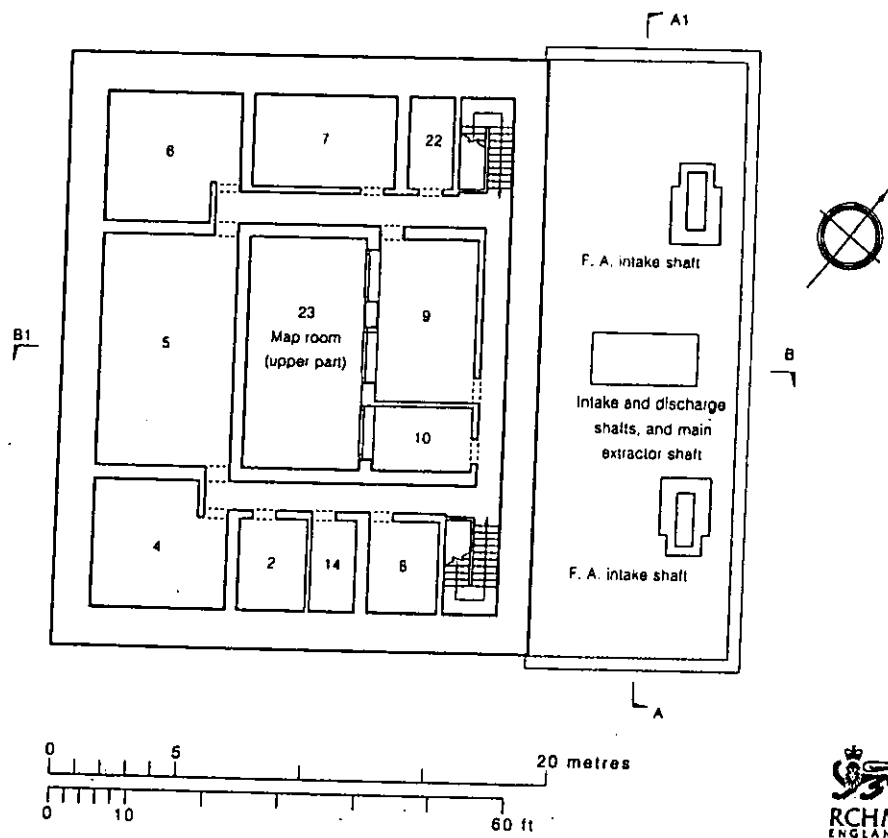 A1
6
7
22
F. A. intake shaft
B1
5
23
Map room
(upper part)
9
B
Intake and discharge
shafts, and main
extractor shaft
10
4
2
14
8
F. A. intake shaft
A
0 5 20 metres
0 10 60 ft
RCHM
ENGLAN